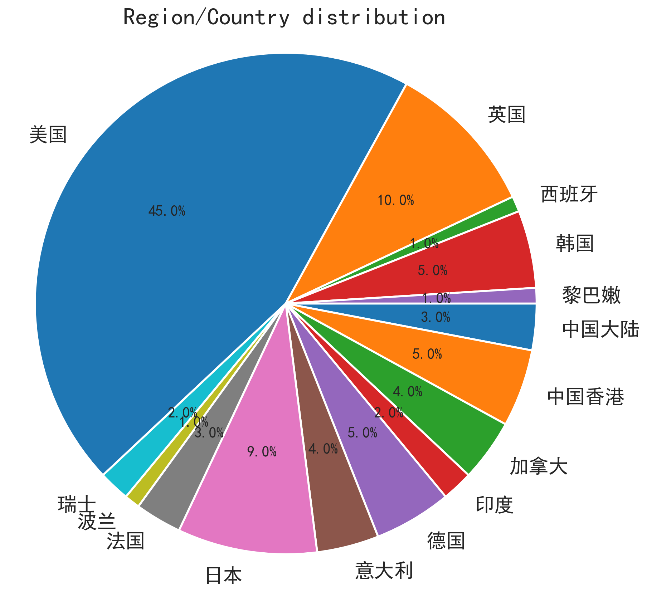 Region/Country distribution
美国
英国
西班牙
韩国
黎巴嫩
中国大陆
中国香港
加拿大
印度
德国
意大利
日本
法国
波兰
瑞士
45.0%
10.0%
1.0%
5.0%
1.0%
3.0%
5.0%
4.0%
2.0%
5.0%
4.0%
9.0%
3.0%
1.0%
2.0%